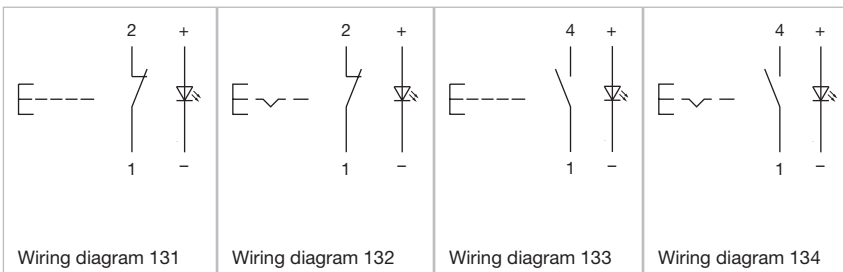 2 +
1 –
Wiring diagram 131
2 +
1 –
Wiring diagram 132
4 +
1 –
Wiring diagram 133
4 +
1 –
Wiring diagram 134